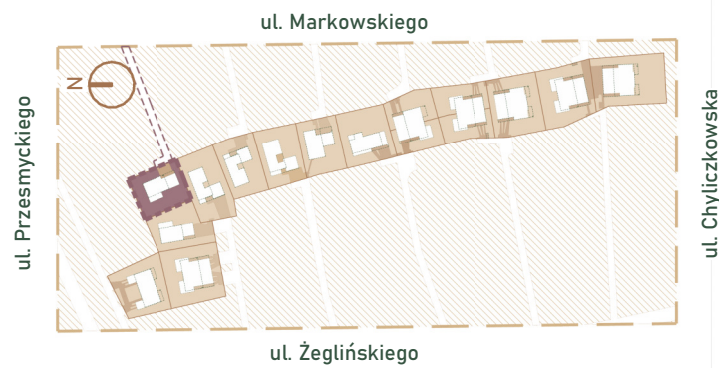 ul. Markowskiego
N
ul. Przesmyckiego
ul. Chyliczkowska
ul. Żeglińskiego